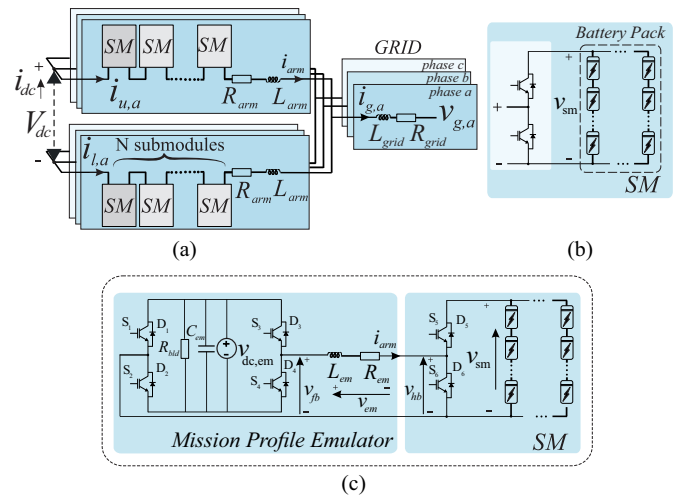 SM SM SM
i_arm
R_arm L_arm
i_u,a
+
i_dc
V_dc
-
i_l,a
N submodules
SM SM SM
R_arm L_arm
GRID
phase c
phase b
phase a
i_g,a
v_g,a
L_grid R_grid
(a)
Battery Pack
+
-
+
v_sm
-
SM
(b)
S_1 D_1
S_2 D_2
R_bld
C_em
v_dc,em
S_3 D_3
S_4 D_4
+
v_fb
-
L_em R_em
+
v_em
-
i_arm
+
v_hb
-
S_5 D_5
S_6 D_6
+
v_sm
-
Mission Profile Emulator
SM
(c)